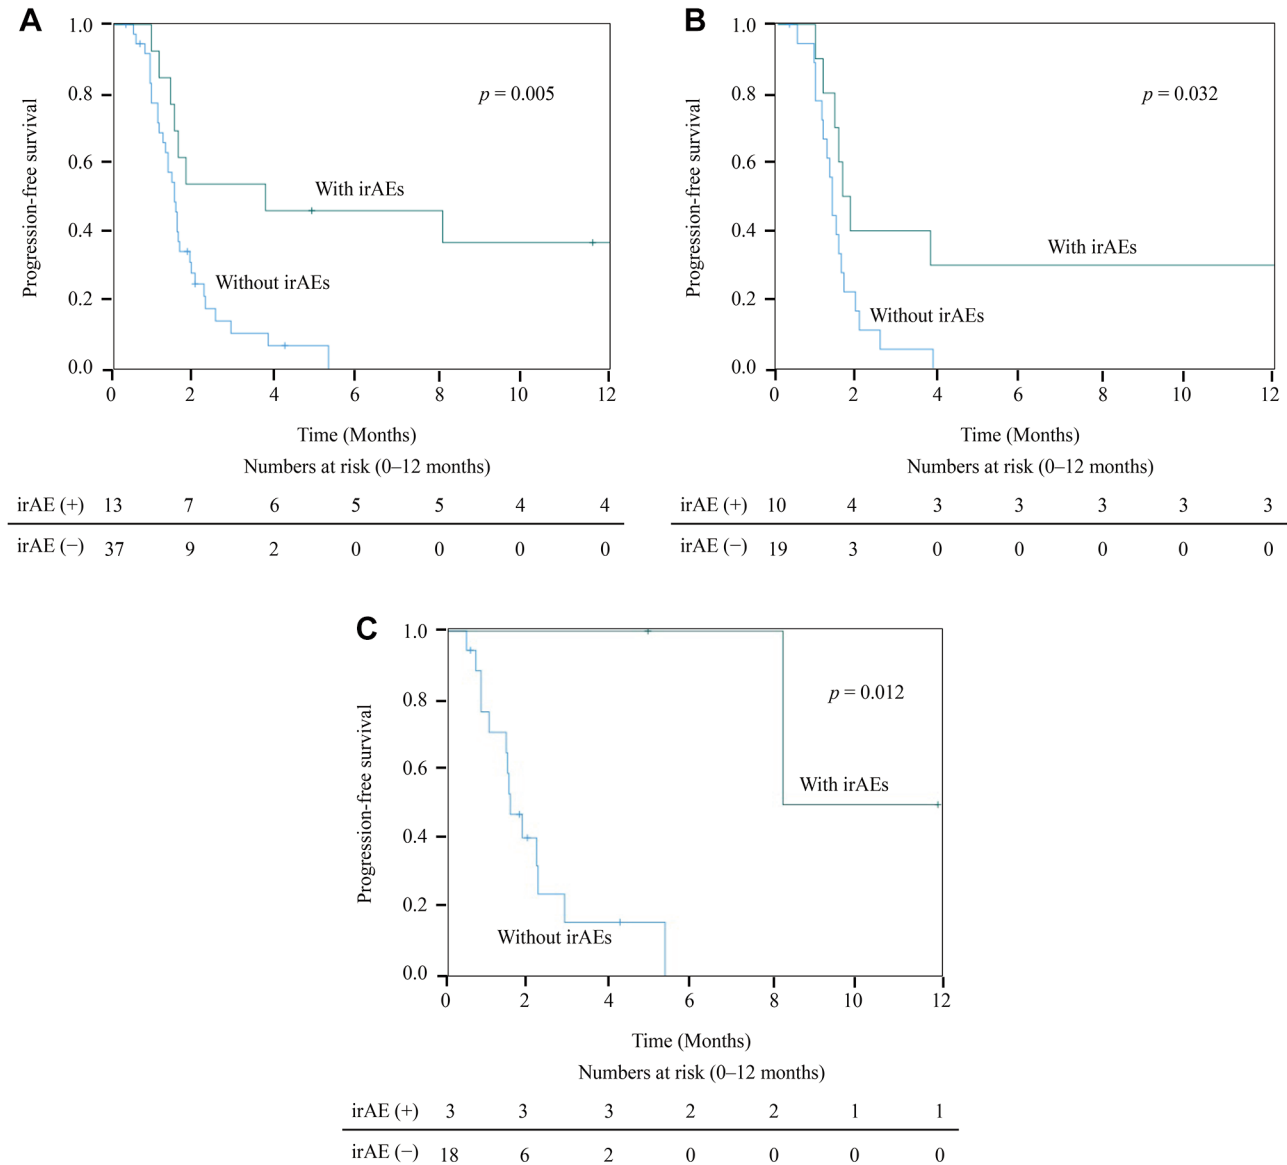 A
1.0
0.8
0.6
0.4
0.2
0.0
Progression-free survival
p = 0.005
With irAEs
Without irAEs
0 2 4 6 8 10 12
Time (Months)
Numbers at risk (0–12 months)
irAE (+) 13 7 6 5 5 4 4
irAE (−) 37 9 2 0 0 0 0
B
1.0
0.8
0.6
0.4
0.2
0.0
Progression-free survival
p = 0.032
With irAEs
Without irAEs
0 2 4 6 8 10 12
Time (Months)
Numbers at risk (0–12 months)
irAE (+) 10 4 3 3 3 3 3
irAE (−) 19 3 0 0 0 0 0
C
1.0
0.8
0.6
0.4
0.2
0.0
Progression-free survival
p = 0.012
With irAEs
Without irAEs
0 2 4 6 8 10 12
Time (Months)
Numbers at risk (0–12 months)
irAE (+) 3 3 3 2 2 1 1
irAE (−) 18 6 2 0 0 0 0